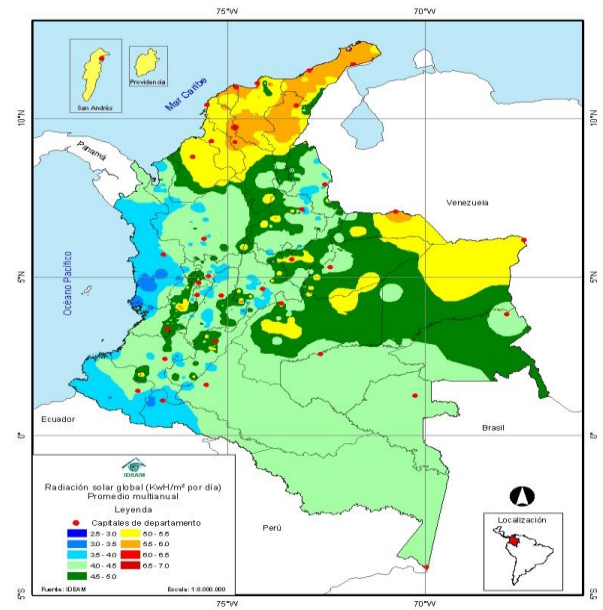 75°W
70°W
San Andrés
Providencia
Mar Caribe
10°N
Panamá
Venezuela
Océano Pacífico
5°N
Ecuador
0°
Brasil
Perú
IDEAM
Radiación solar global (KwH/m² por día)
Promedio multianual
Leyenda
Capitales de departamento
2.5 - 3.0
5.0 - 5.5
3.0 - 3.5
5.5 - 6.0
3.5 - 4.0
6.0 - 6.5
4.0 - 4.5
6.5 - 7.0
4.5 - 5.0
Fuente: IDEAM
Escala: 1:8.000.000
Localización
5°S
5°S
75°W
70°W